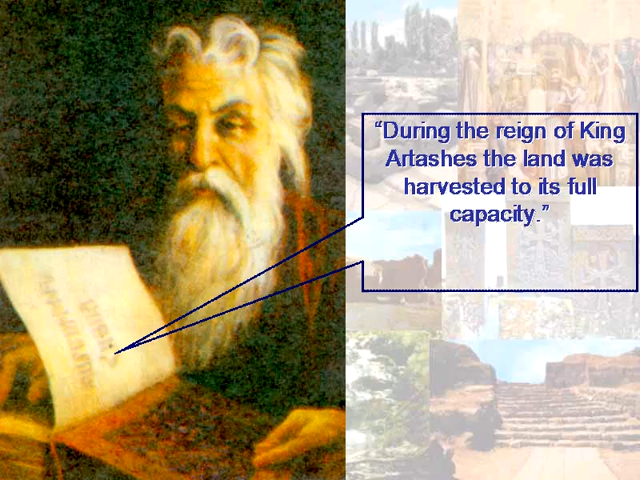 “During the reign of King
Artashes the land was
harvested to its full
capacity.”